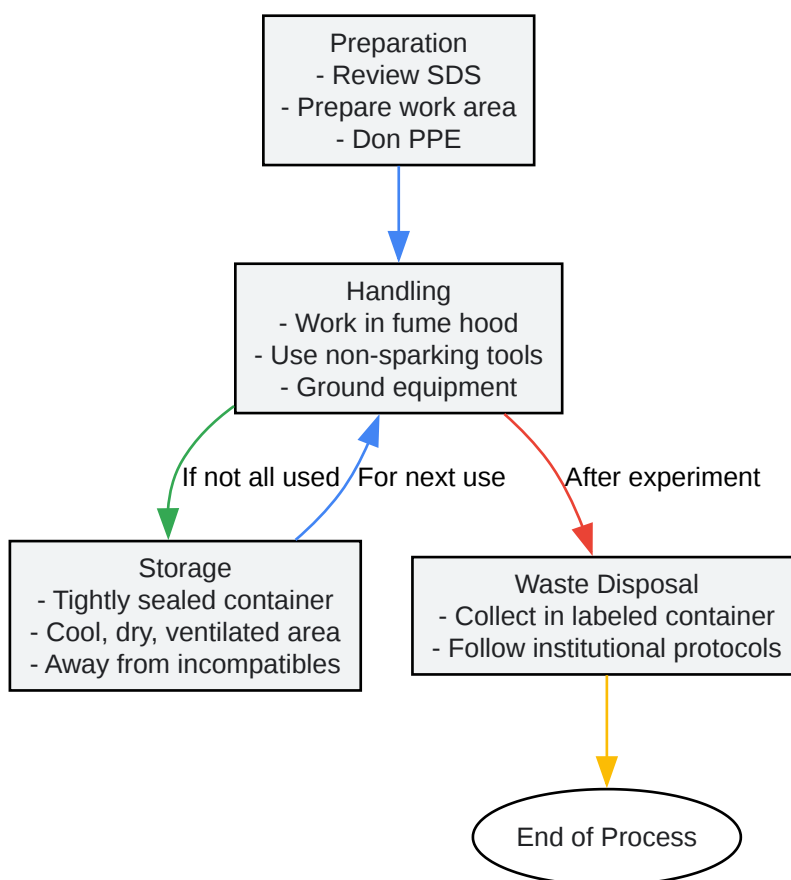 Preparation
- Review SDS
- Prepare work area
- Don PPE
Handling
- Work in fume hood
- Use non-sparking tools
- Ground equipment
If not all used
For next use
After experiment
Storage
- Tightly sealed container
- Cool, dry, ventilated area
- Away from incompatibles
Waste Disposal
- Collect in labeled container
- Follow institutional protocols
End of Process